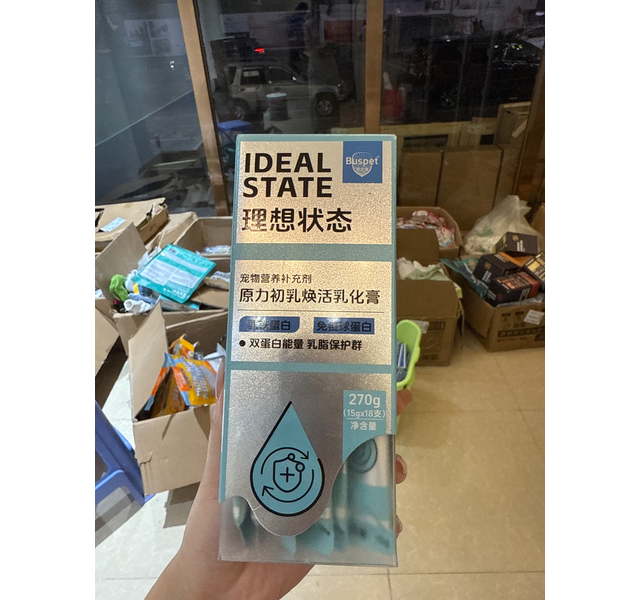 IDEAL
STATE
Buspet
理想状态
宠物营养补充剂
原力初乳焕活乳化膏
免疫球蛋白
双蛋白能量 乳脂保护群
270g
(15gx18支)
净含量